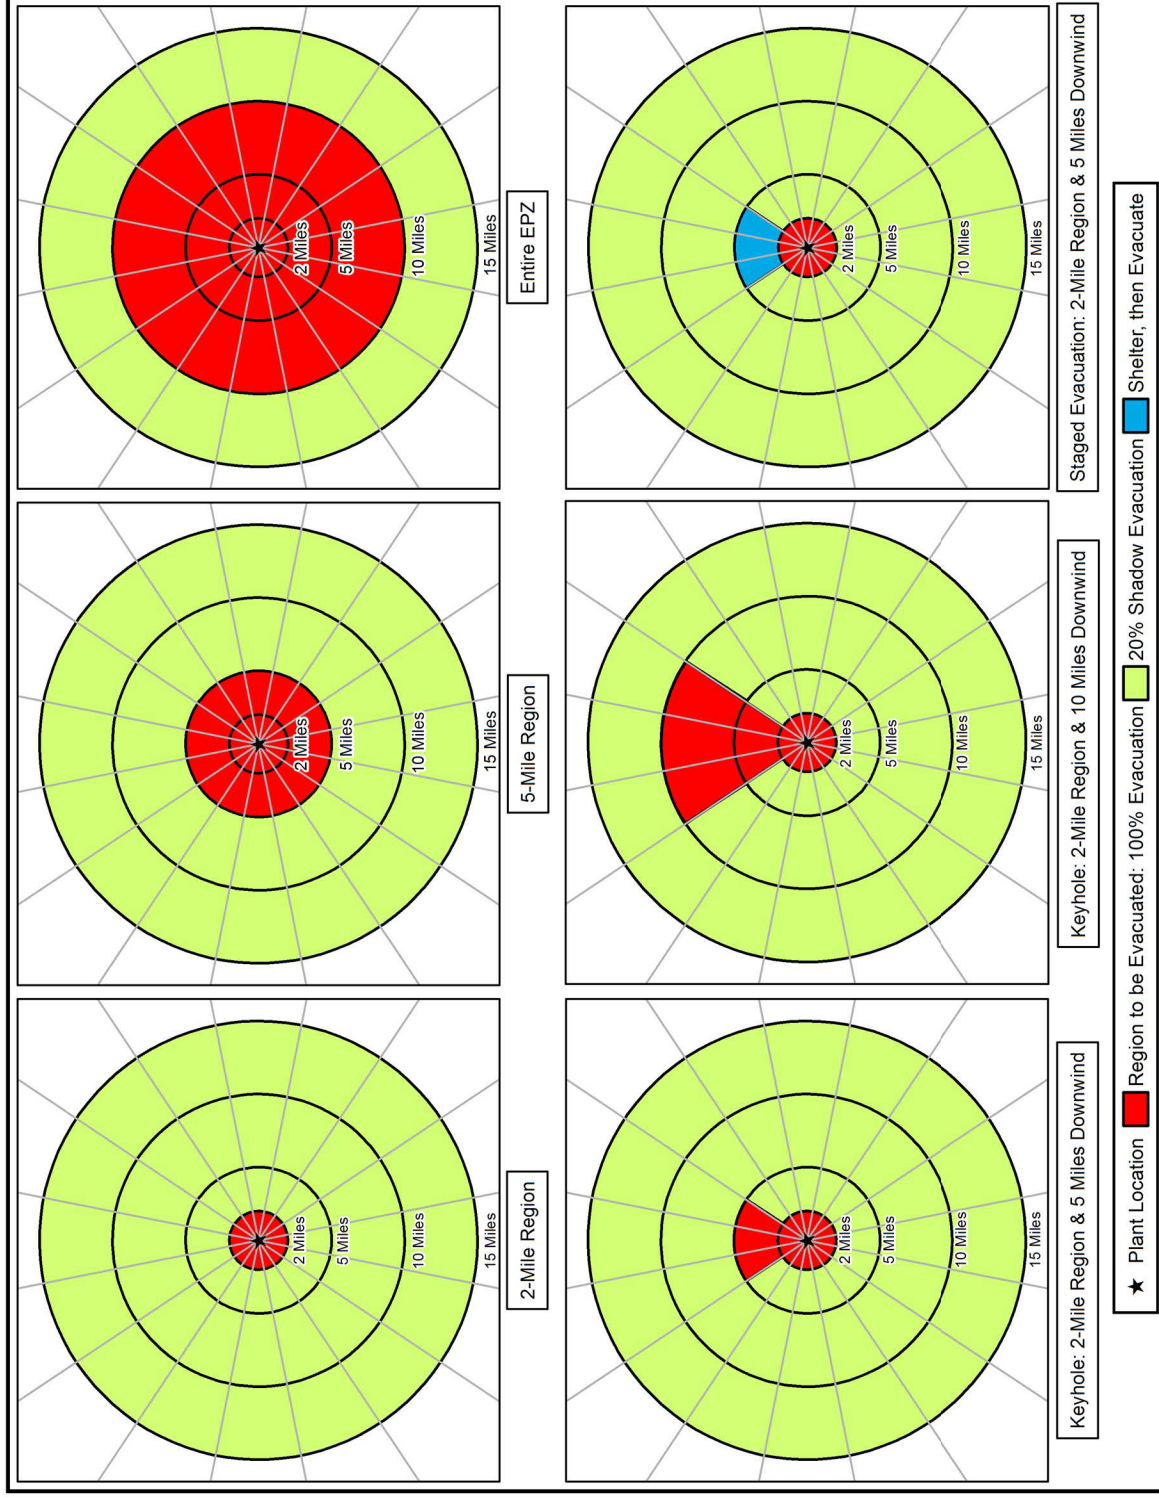 2 Miles
5 Miles
10 Miles
15 Miles
2-Mile Region
2 Miles
5 Miles
10 Miles
15 Miles
5-Mile Region
2 Miles
5 Miles
10 Miles
15 Miles
Entire EPZ
2 Miles
5 Miles
10 Miles
15 Miles
Keyhole: 2-Mile Region & 5 Miles Downwind
2 Miles
5 Miles
10 Miles
15 Miles
Keyhole: 2-Mile Region & 10 Miles Downwind
2 Miles
5 Miles
10 Miles
15 Miles
Staged Evacuation: 2-Mile Region & 5 Miles Downwind
Plant Location Region to be Evacuated: 100% Evacuation 20% Shadow Evacuation Shelter, then Evacuate